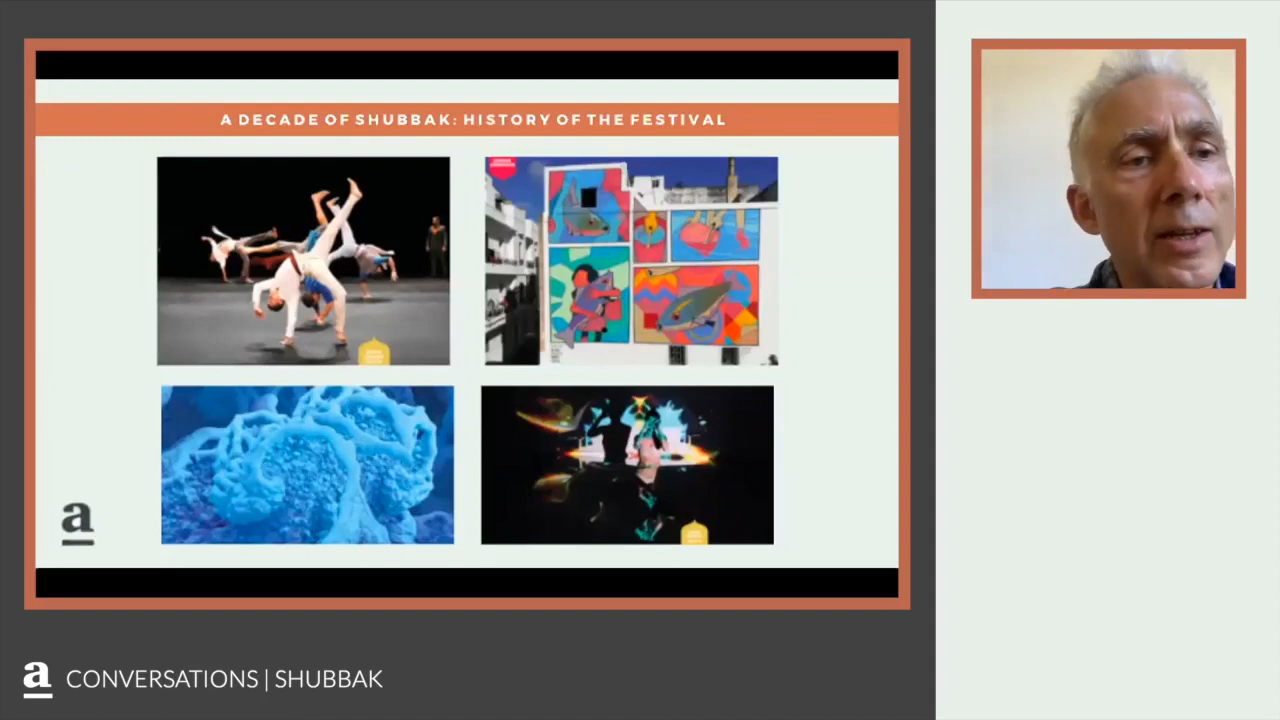 A DECADE OF SHUBBAK: HISTORY OF THE FESTIVAL
a
a CONVERSATIONS | SHUBBAK